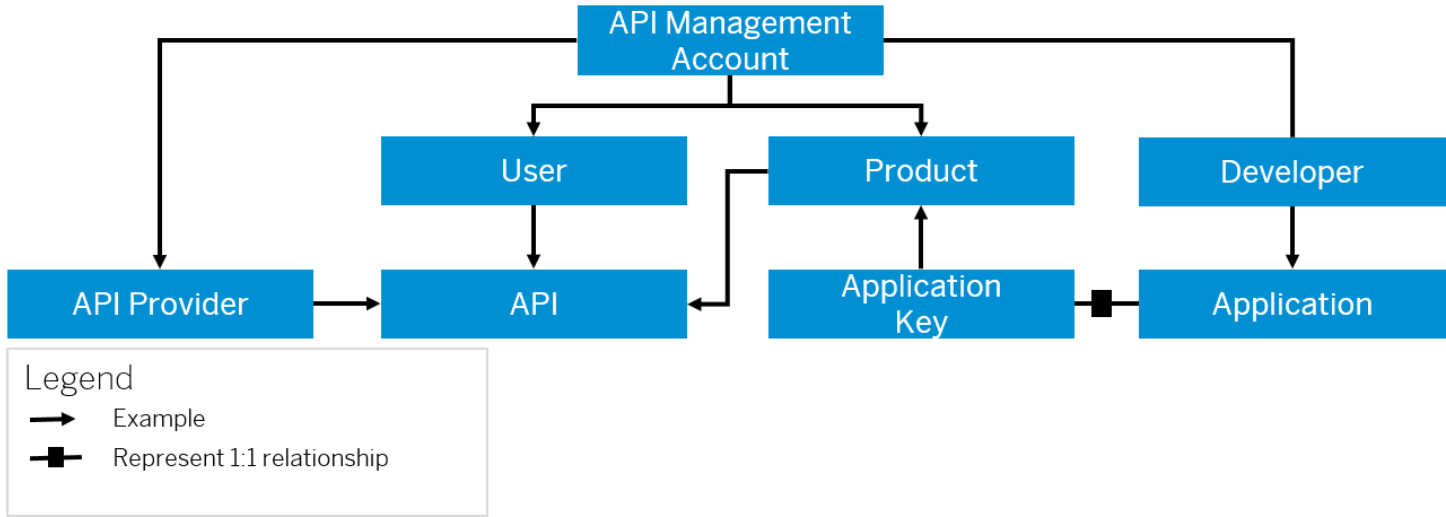 API Management
Account
User
Product
Developer
API Provider
API
Application
Key
Application
Legend
Example
Represent 1:1 relationship